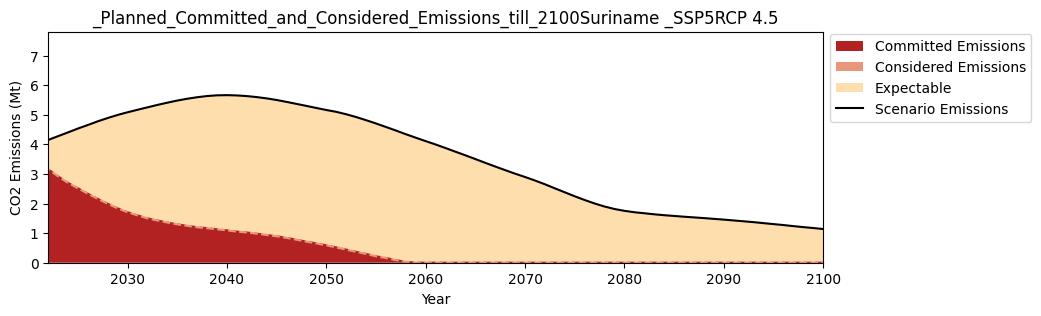 _Planned_Committed_and_Considered_Emissions_till_2100Suriname _SSP5RCP 4.5
Committed Emissions
Considered Emissions
Expectable
Scenario Emissions
CO2 Emissions (Mt)
7
6
5
4
3
2
1
0
2030 2040 2050 2060 2070 2080 2090 2100
Year